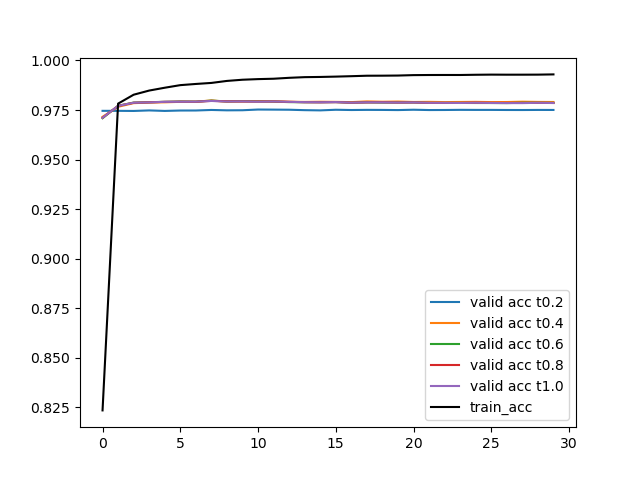 1.000
0.975
0.950
0.925
0.900
0.875
0.850
0.825
0
5
10
15
20
25
30
valid acc t0.2
valid acc t0.4
valid acc t0.6
valid acc t0.8
valid acc t1.0
train_acc